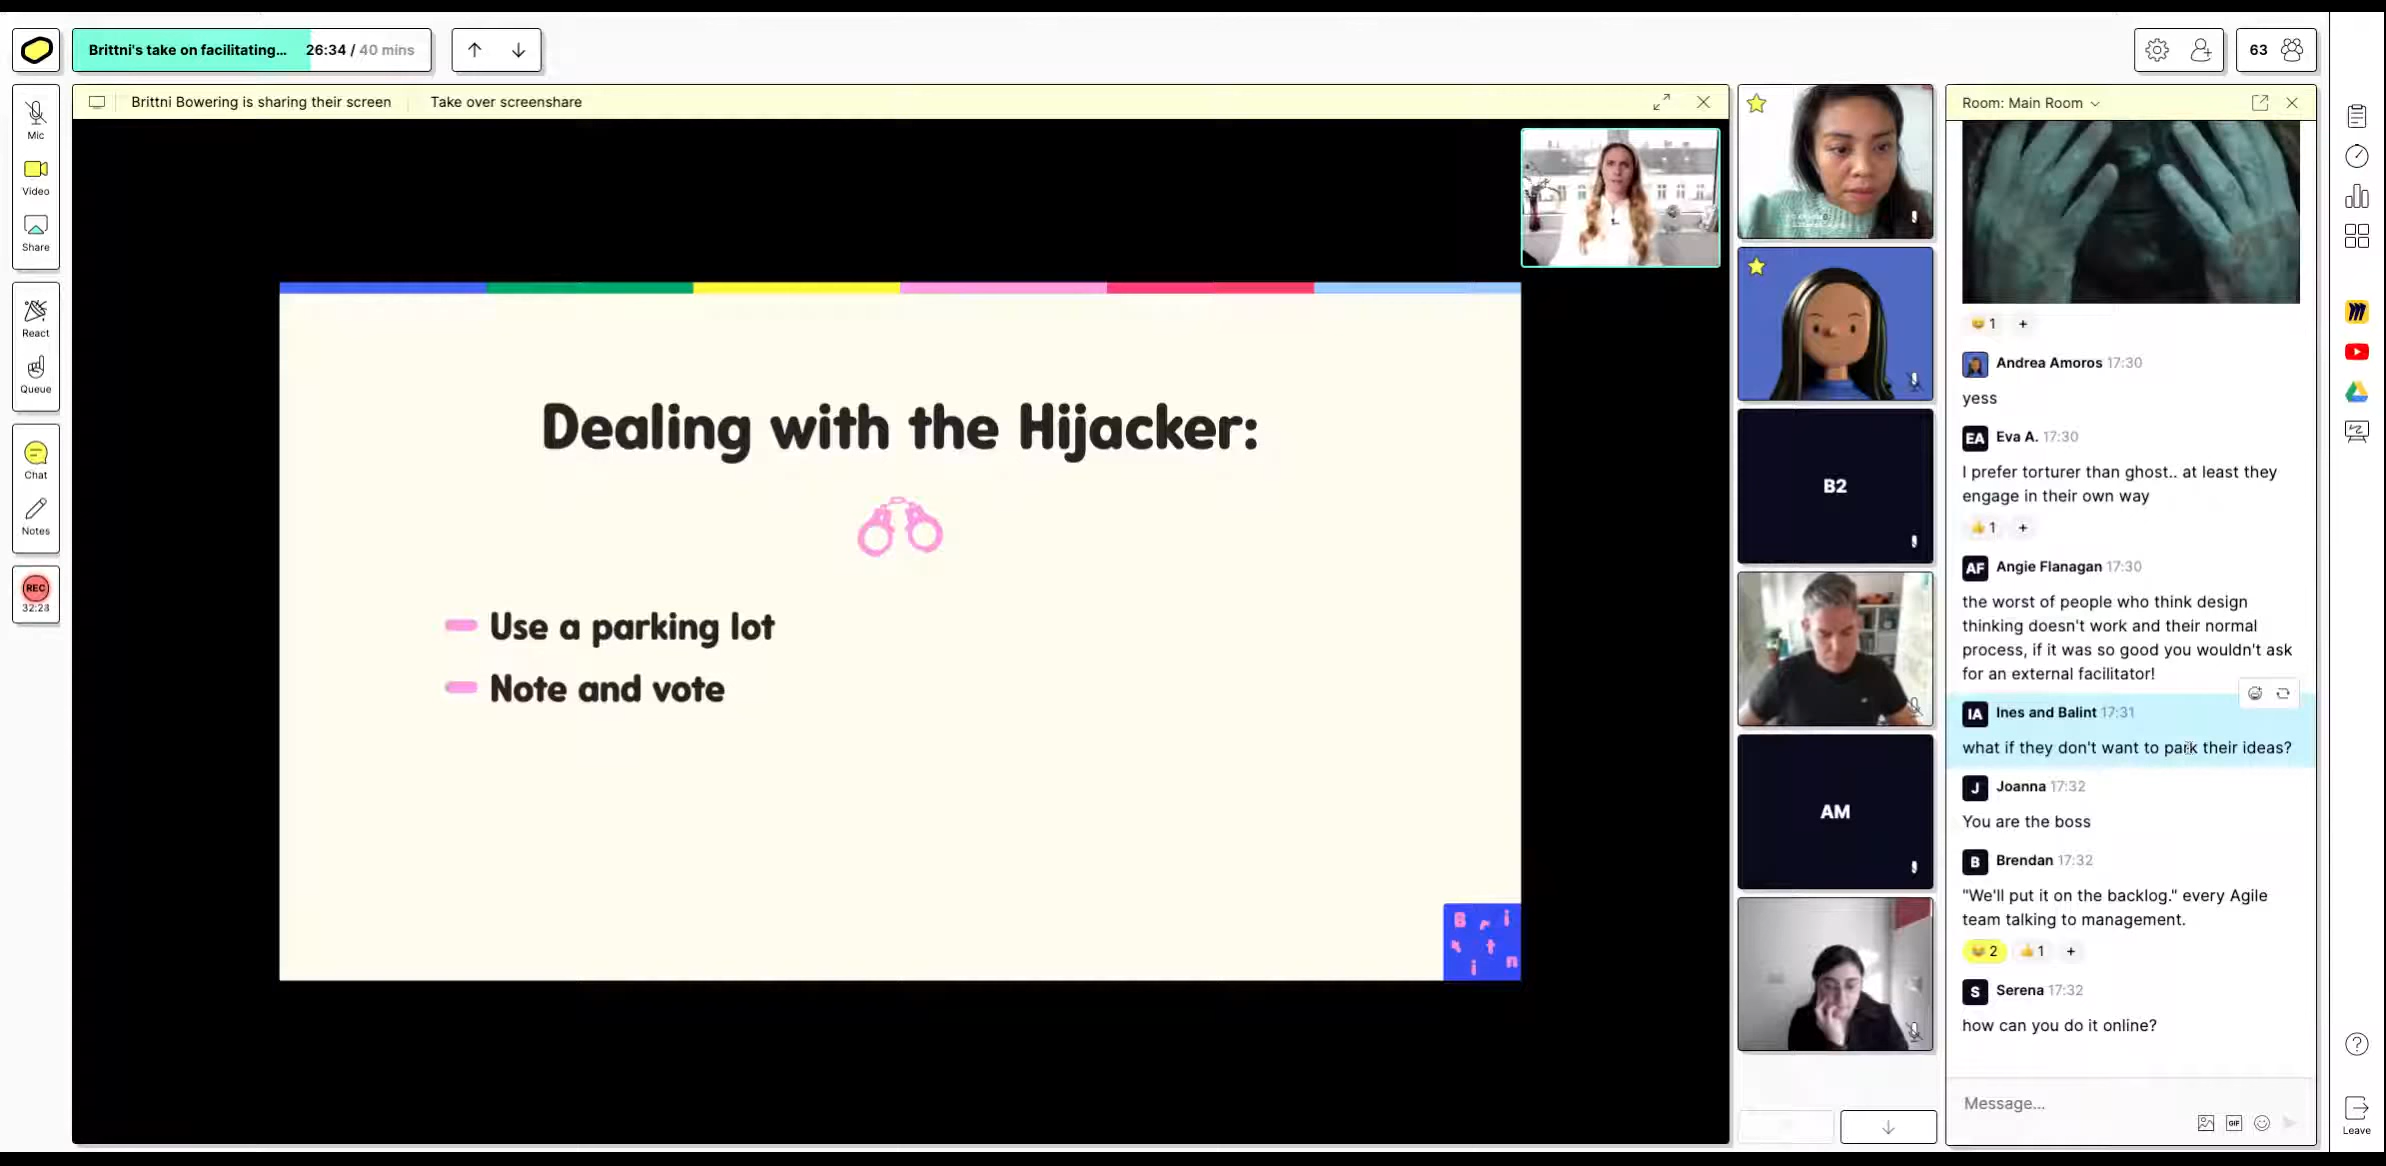 Brittni's take on facilitating... 26:34 / 40 mins
63
Mic
Video
Share
React
Queue
Chat
Notes
REC
32:23
Brittni Bowering is sharing their screen
Take over screenshare
Dealing with the Hijacker:
Use a parking lot
Note and vote
B r i
t t
i n
B2
AM
Room: Main Room
1 +
Andrea Amoros 17:30
yess
EA Eva A. 17:30
I prefer torturer than ghost.. at least they
engage in their own way
1 +
AF Angie Flanagan 17:30
the worst of people who think design
thinking doesn't work and their normal
process, if it was so good you wouldn't ask
for an external facilitator!
IA Ines and Balint 17:31
what if they don't want to park their ideas?
J Joanna 17:32
You are the boss
B Brendan 17:32
"We'll put it on the backlog." every Agile
team talking to management.
2 1 +
S Serena 17:32
how can you do it online?
Message...
GIF
Leave